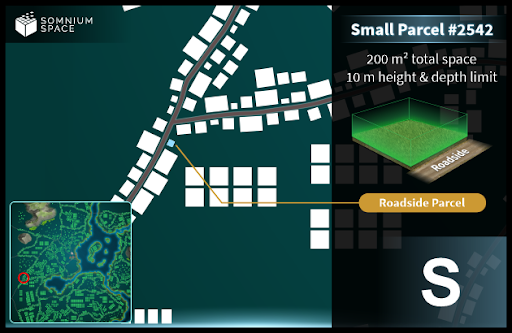 SOMNIUM
SPACE
Small Parcel #2542
200 m² total space
10 m height & depth limit
Roadside
Roadside Parcel
S